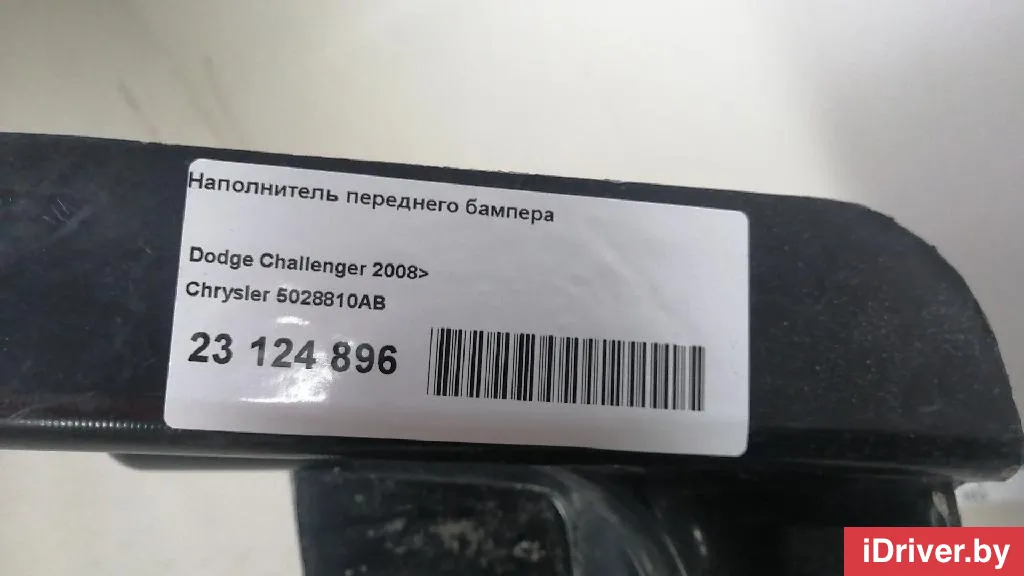 Наполнитель переднего бампера
Dodge Challenger 2008>
Chrysler 5028810AB
23 124 896
iDriver.by